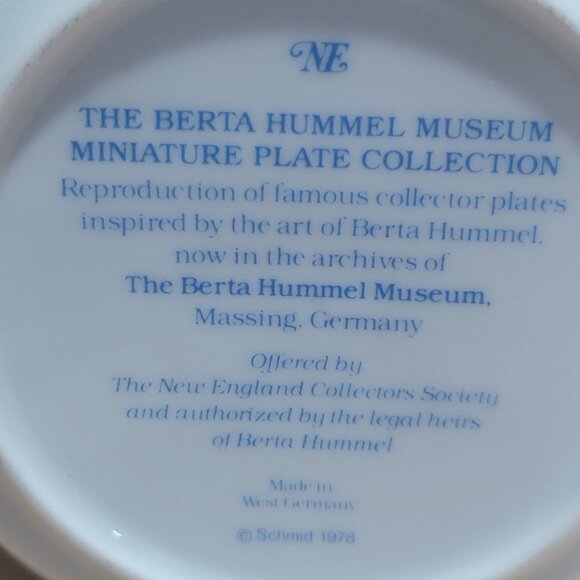 NE
THE BERTA HUMMEL MUSEUM
MINIATURE PLATE COLLECTION
Reproduction of famous collector plates
inspired by the art of Berta Hummel,
now in the archives of
The Berta Hummel Museum,
Massing, Germany
Offered by
The New England Collectors Society
and authorized by the legal heirs
of Berta Hummel
Made in
West Germany
© Schmid 1978